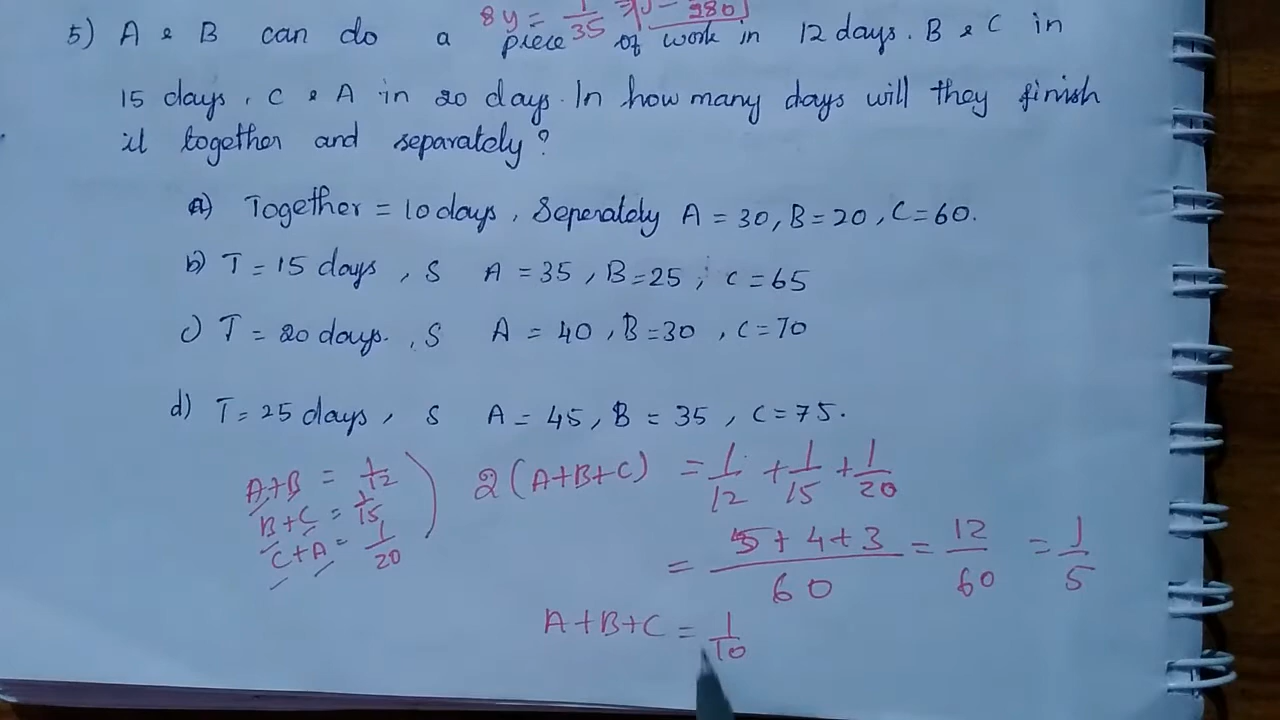 8y = 1/35
5) A & B can do a piece of work in 12 days. B & C in
15 days, C & A in 20 days. In how many days will they finish
it together and separately?
a) Together = 10 days, Seperately A = 30, B = 20, C = 60.
b) T = 15 days, S A = 35, B = 25, C = 65
c) T = 20 days., S A = 40, B = 30, C = 70
d) T = 25 days, S A = 45, B = 35, C = 75.
A+B = 1/12
B+C = 1/15
C+A = 1/20
2(A+B+C) = 1/12 + 1/15 + 1/20
= 5+4+3/60 = 12/60 = 1/5
A+B+C = 1/10